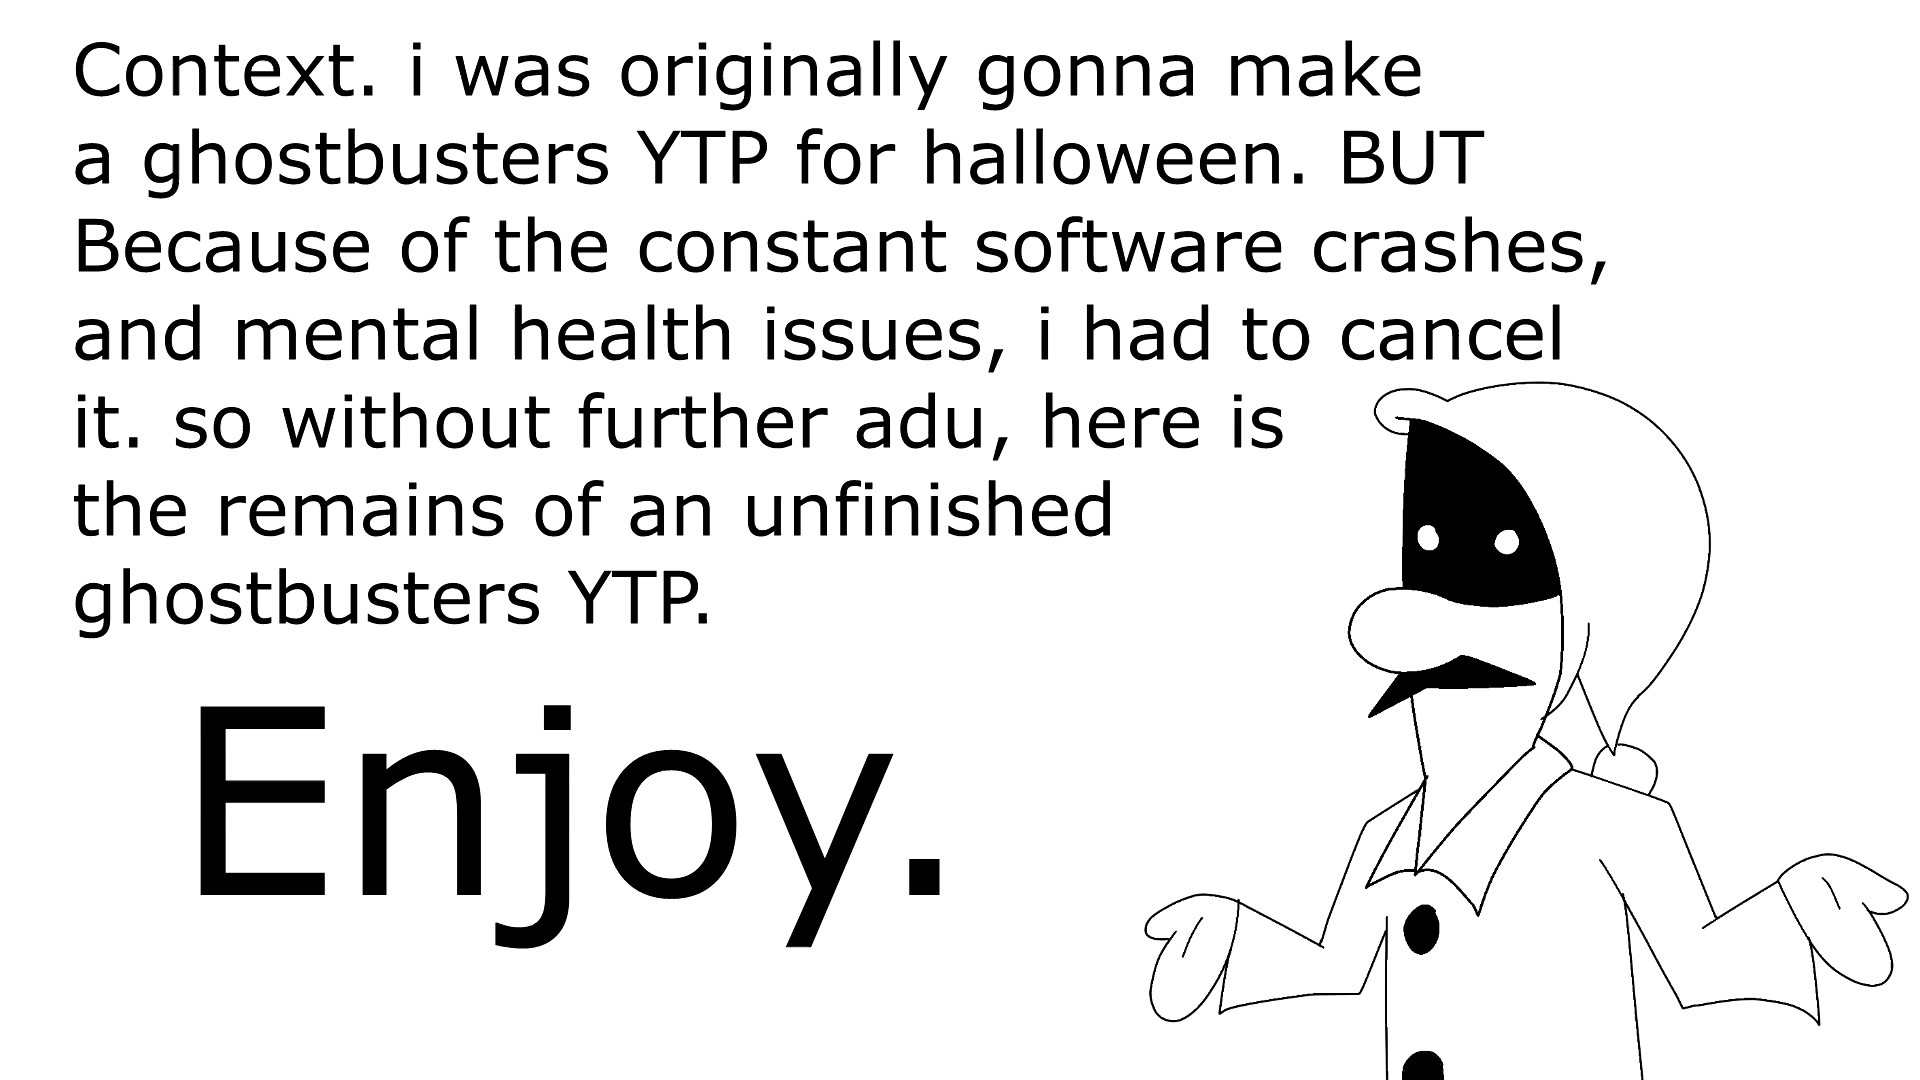 Context. i was originally gonna make
a ghostbusters YTP for halloween. BUT
Because of the constant software crashes,
and mental health issues, i had to cancel
it. so without further adu, here is
the remains of an unfinished
ghostbusters YTP.
Enjoy.